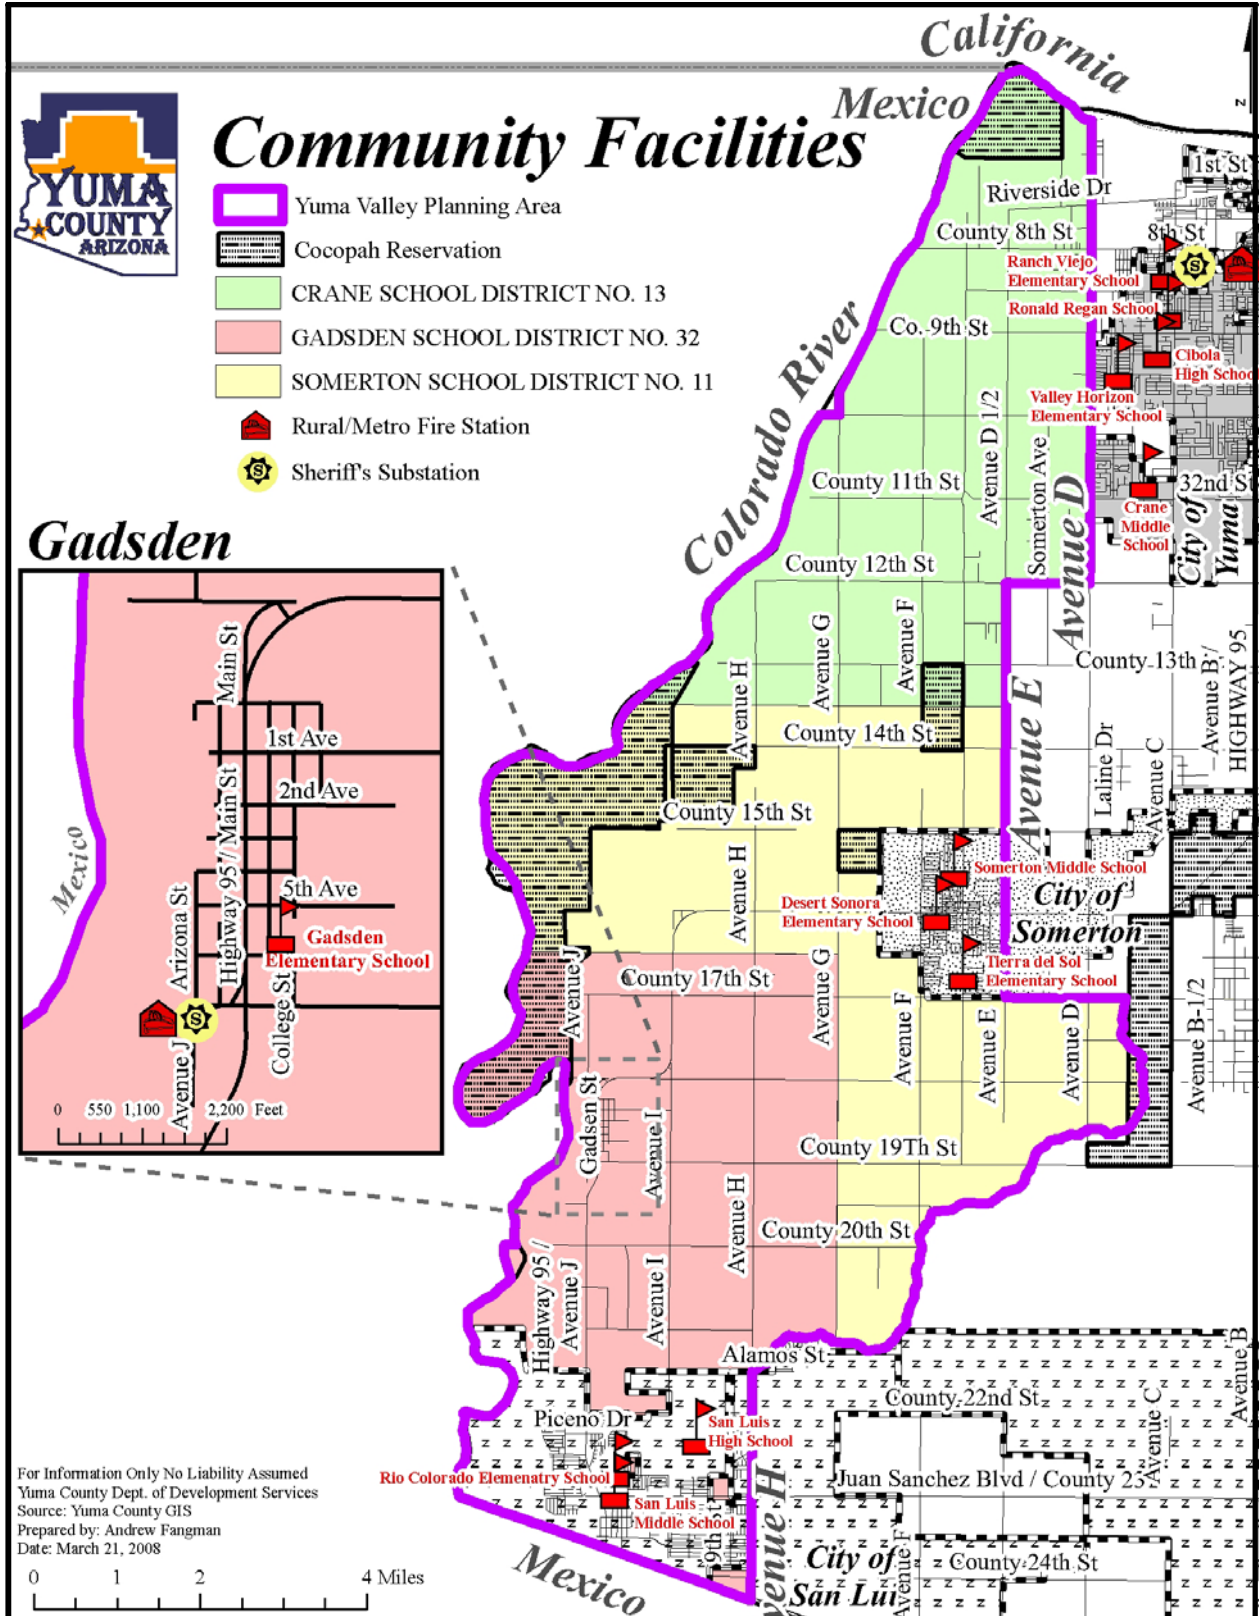 California
Mexico
N
Community Facilities
YUMA
COUNTY
ARIZONA
Yuma Valley Planning Area
Cocopah Reservation
CRANE SCHOOL DISTRICT NO. 13
GADSDEN SCHOOL DISTRICT NO. 32
SOMERTON SCHOOL DISTRICT NO. 11
Rural/Metro Fire Station
S
Sheriff's Substation
1st St
Riverside Dr
County 8th St
8th St
S
Ranch Viejo
Elementary School
Ronald Regan School
Co. 9th St
Cibola
High School
Valley Horizon
Elementary School
Colorado River
Avenue D 1/2
Somerton Ave
Avenue D
County 11th St
32nd St
Crane
Middle
School
City of
Yuma
County 12th St
Avenue F
Avenue G
Avenue H
County 13th
Avenue B /
HIGHWAY 95
County 14th St
Avenue E
Laline Dr
Avenue C
County 15th St
Avenue H
Somerton Middle School
Desert Sonora
Elementary School
City of
Somerton
Tierra del Sol
Elementary School
Avenue J
County 17th St
Avenue G
Avenue F
Avenue E
Avenue D
Avenue B-1/2
Gadsen St
Avenue I
County 19Th St
Avenue H
County 20th St
Highway 95 /
Avenue J
Avenue I
Alamos St
Avenue B
County 22nd St
Avenue C
Piceno Dr
San Luis
High School
Rio Colorado Elemenatry School
San Luis
Middle School
Juan Sanchez Blvd / County 23
9th St
Avenue H
Avenue F
County 24th St
City of
San Lui
Mexico
Gadsden
Main St
1st Ave
2nd Ave
Highway 95 / Main St
5th Ave
Arizona St
Mexico
Gadsden
Elementary School
College St
S
Avenue J
0 550 1,100 2,200 Feet
For Information Only No Liability Assumed
Yuma County Dept. of Development Services
Source: Yuma County GIS
Prepared by: Andrew Fangman
Date: March 21, 2008
0 1 2 4 Miles